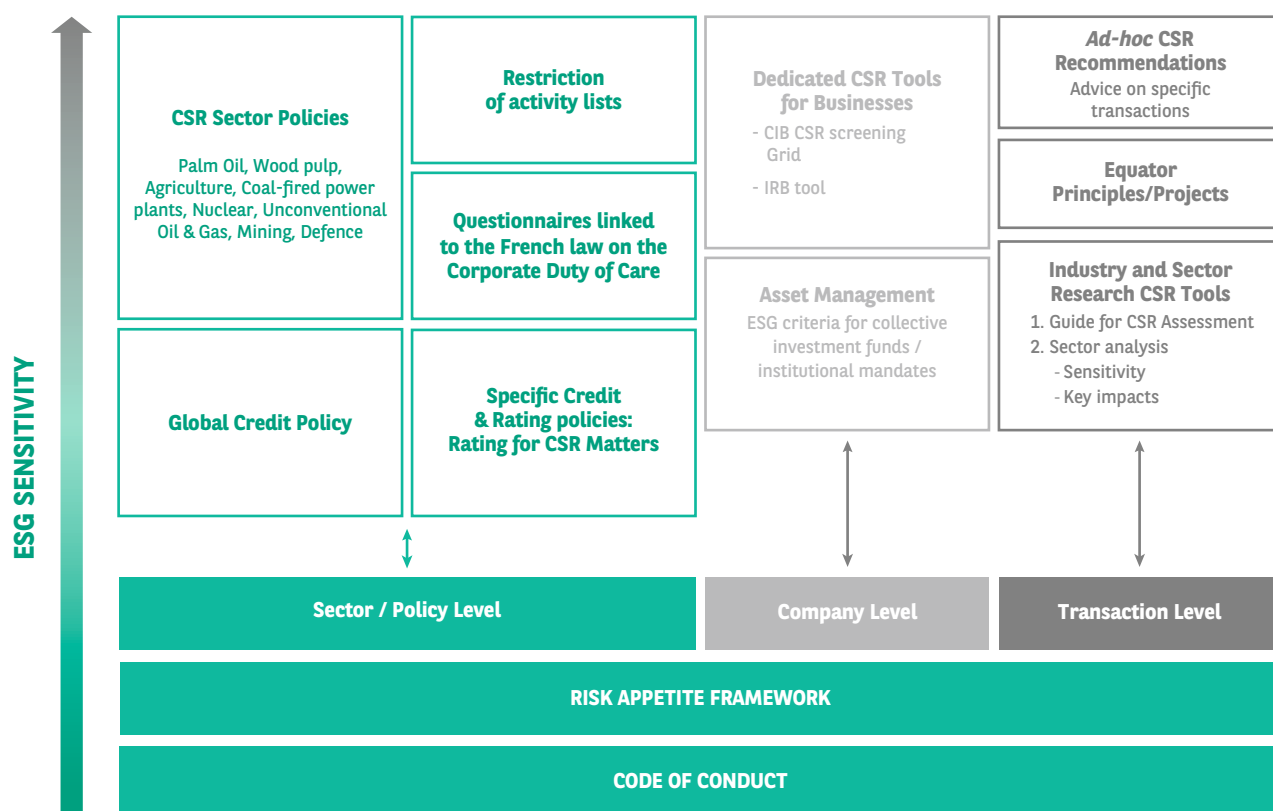 ESG SENSITIVITY
CSR Sector Policies
Palm Oil, Wood pulp,
Agriculture, Coal-fired power
plants, Nuclear, Unconventional
Oil & Gas, Mining, Defence
Global Credit Policy
Restriction
of activity lists
Questionnaires linked
to the French law on the
Corporate Duty of Care
Specific Credit
& Rating policies:
Rating for CSR Matters
Dedicated CSR Tools
for Businesses
- CIB CSR screening
Grid
- IRB tool
Asset Management
ESG criteria for collective
investment funds /
institutional mandates
Ad-hoc CSR
Recommendations
Advice on specific
transactions
Equator
Principles/Projects
Industry and Sector
Research CSR Tools
1. Guide for CSR Assessment
2. Sector analysis
- Sensitivity
- Key impacts
Sector / Policy Level
Company Level
Transaction Level
RISK APPETITE FRAMEWORK
CODE OF CONDUCT